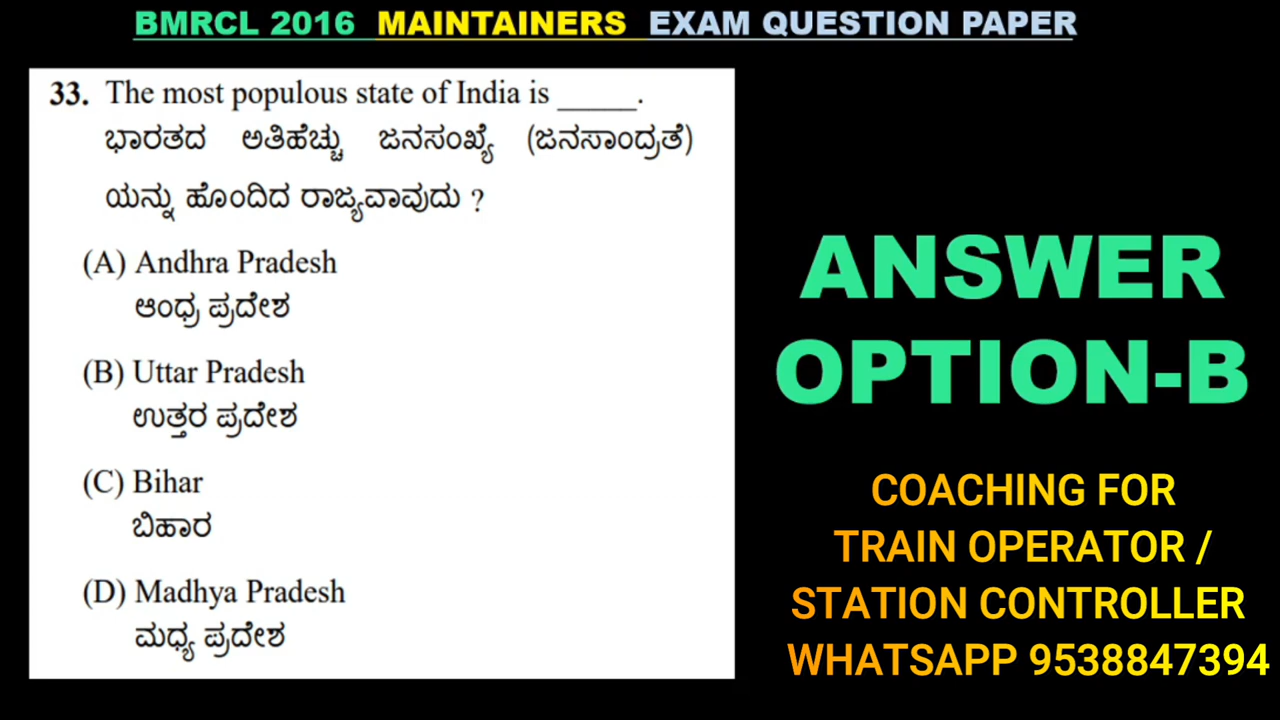 BMRCL 2016 MAINTAINERS EXAM QUESTION PAPER
33. The most populous state of India is _____.
ಭಾರತದ ಅತಿಹೆಚ್ಚು ಜನಸಂಖ್ಯೆ (ಜನಸಾಂದ್ರತೆ)
ಯನ್ನು ಹೊಂದಿದ ರಾಜ್ಯವಾವುದು ?
(A) Andhra Pradesh
ಆಂಧ್ರ ಪ್ರದೇಶ
(B) Uttar Pradesh
ಉತ್ತರ ಪ್ರದೇಶ
(C) Bihar
ಬಿಹಾರ
(D) Madhya Pradesh
ಮಧ್ಯ ಪ್ರದೇಶ
ANSWER
OPTION-B
COACHING FOR
TRAIN OPERATOR /
STATION CONTROLLER
WHATSAPP 9538847394